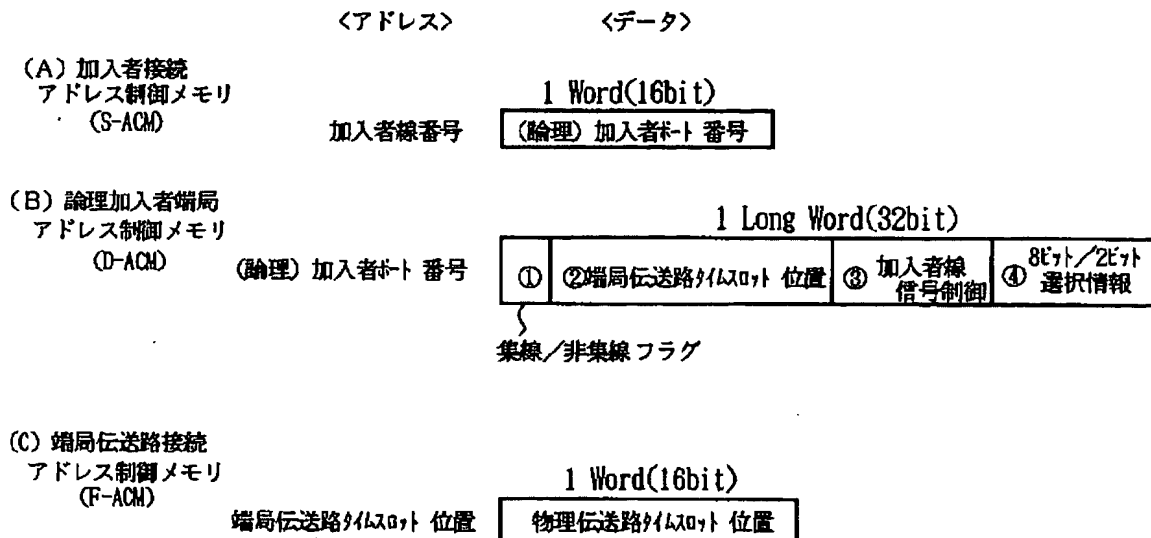 〈アドレス〉 〈データ〉
(A) 加入者接続
アドレス制御メモリ
(S-ACM)
1 Word(16bit)
加入者線番号 (論理) 加入者ポート 番号
(B) 論理加入者端局
アドレス制御メモリ
(D-ACM)
1 Long Word(32bit)
(論理) 加入者ポート 番号 ① ②端局伝送路タイムスロット 位置 ③ 加入者線 信号制御 ④ 8ビット/2ビット 選択情報
集線/非集線 フラグ
(C) 端局伝送路接続
アドレス制御メモリ
(F-ACM)
1 Word(16bit)
端局伝送路タイムスロット 位置 物理伝送路タイムスロット 位置